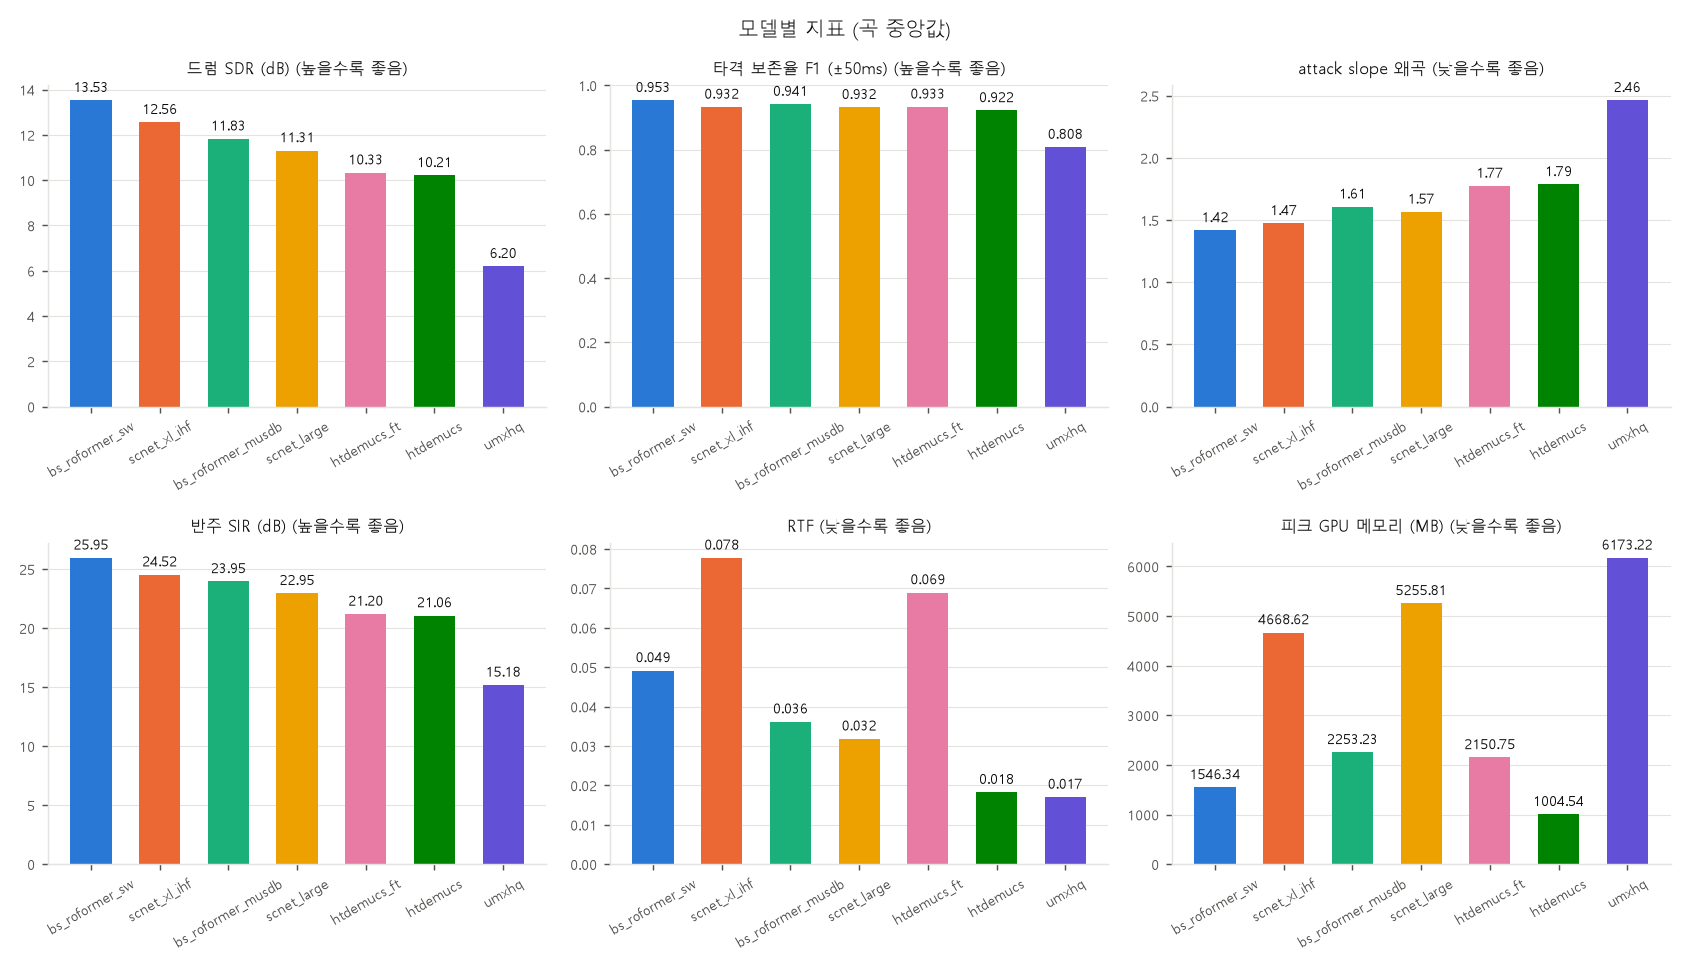 모델별 지표 (곡 중앙값)
드럼 SDR (dB) (높을수록 좋음)
14
12
10
8
6
4
2
0
13.53
12.56
11.83
11.31
10.33
10.21
6.20
bs_roformer_sw
scnet_xl_ihf
bs_roformer_musdb
scnet_large
htdemucs_ft
htdemucs
umxhq
타격 보존율 F1 (±50ms) (높을수록 좋음)
1.0
0.8
0.6
0.4
0.2
0.0
0.953
0.932
0.941
0.932
0.933
0.922
0.808
bs_roformer_sw
scnet_xl_ihf
bs_roformer_musdb
scnet_large
htdemucs_ft
htdemucs
umxhq
attack slope 왜곡 (낮을수록 좋음)
2.5
2.0
1.5
1.0
0.5
0.0
1.42
1.47
1.61
1.57
1.77
1.79
2.46
bs_roformer_sw
scnet_xl_ihf
bs_roformer_musdb
scnet_large
htdemucs_ft
htdemucs
umxhq
반주 SIR (dB) (높을수록 좋음)
25
20
15
10
5
0
25.95
24.52
23.95
22.95
21.20
21.06
15.18
bs_roformer_sw
scnet_xl_ihf
bs_roformer_musdb
scnet_large
htdemucs_ft
htdemucs
umxhq
RTF (낮을수록 좋음)
0.08
0.07
0.06
0.05
0.04
0.03
0.02
0.01
0.00
0.049
0.078
0.036
0.032
0.069
0.018
0.017
bs_roformer_sw
scnet_xl_ihf
bs_roformer_musdb
scnet_large
htdemucs_ft
htdemucs
umxhq
피크 GPU 메모리 (MB) (낮을수록 좋음)
6000
5000
4000
3000
2000
1000
0
1546.34
4668.62
2253.23
5255.81
2150.75
1004.54
6173.22
bs_roformer_sw
scnet_xl_ihf
bs_roformer_musdb
scnet_large
htdemucs_ft
htdemucs
umxhq